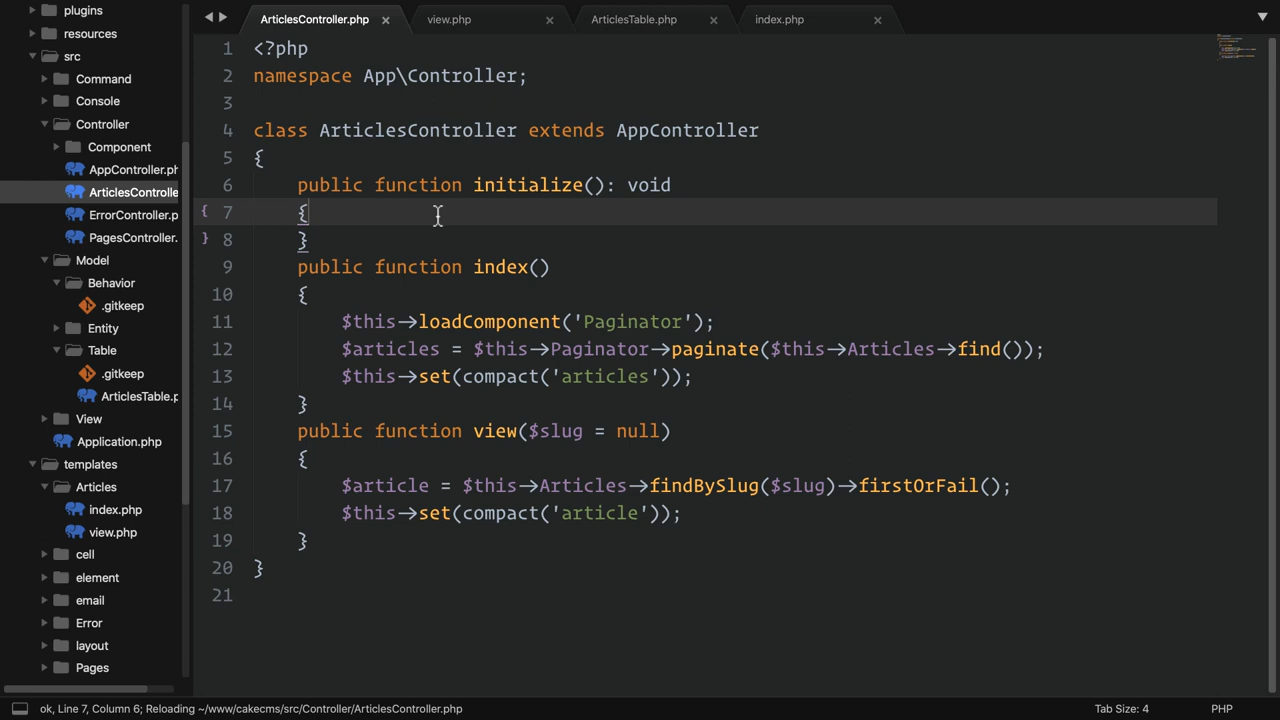 plugins
resources
src
Command
Console
Controller
Component
AppController.ph
ArticlesControlle
ErrorController.p
PagesController.
Model
Behavior
.gitkeep
Entity
Table
.gitkeep
ArticlesTable.p
View
Application.php
templates
Articles
index.php
view.php
cell
element
email
Error
layout
Pages
ArticlesController.php × view.php × ArticlesTable.php × index.php ×
1 <?php
2 namespace App\Controller;
3
4 class ArticlesController extends AppController
5 {
6     public function initialize(): void
{ 7     {
} 8     }
9     public function index()
10     {
11         $this→loadComponent('Paginator');
12         $articles = $this→Paginator→paginate($this→Articles→find());
13         $this→set(compact('articles'));
14     }
15     public function view($slug = null)
16     {
17         $article = $this→Articles→findBySlug($slug)→firstOrFail();
18         $this→set(compact('article'));
19     }
20 }
21
ok, Line 7, Column 6; Reloading ~/www/cakecms/src/Controller/ArticlesController.php
Tab Size: 4 PHP